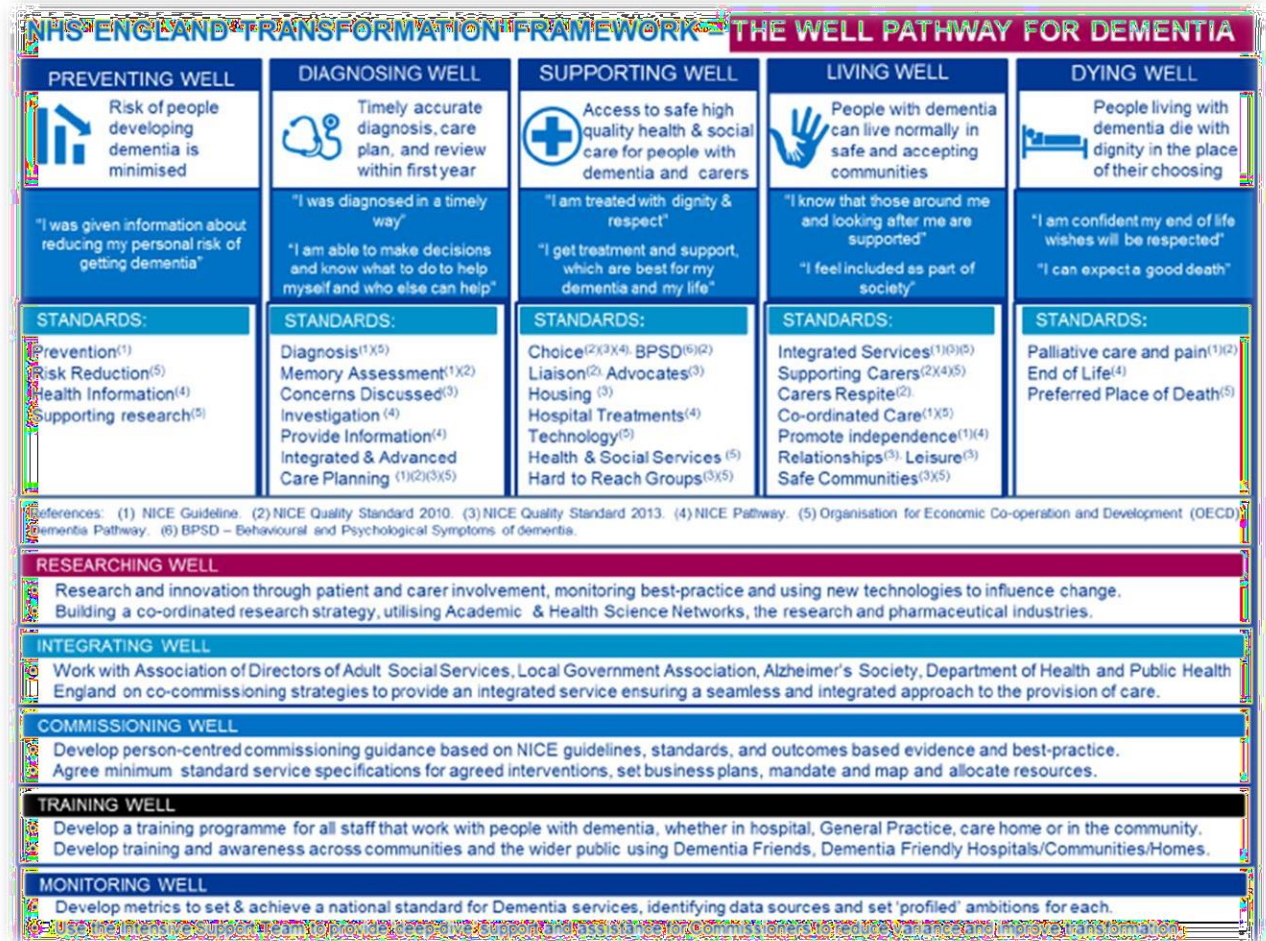 NHS ENGLAND TRANSFORMATION FRAMEWORK – THE WELL PATHWAY FOR DEMENTIA
PREVENTING WELL
Risk of people
developing
dementia is
minimised
"I was given information about
reducing my personal risk of
getting dementia"
STANDARDS:
Prevention(1)
Risk Reduction(5)
Health Information(4)
Supporting research(5)
DIAGNOSING WELL
Timely accurate
diagnosis, care
plan, and review
within first year
"I was diagnosed in a timely
way"
"I am able to make decisions
and know what to do to help
myself and who else can help"
STANDARDS:
Diagnosis(1)(5)
Memory Assessment(1)(2)
Concerns Discussed(3)
Investigation (4)
Provide Information(4)
Integrated & Advanced
Care Planning (1)(2)(3)(5)
SUPPORTING WELL
Access to safe high
quality health & social
care for people with
dementia and carers
"I am treated with dignity &
respect"
"I get treatment and support,
which are best for my
dementia and my life"
STANDARDS:
Choice(2)(3)(4), BPSD(6)(2)
Liaison(2), Advocates(3)
Housing (3)
Hospital Treatments(4)
Technology(5)
Health & Social Services (5)
Hard to Reach Groups(3)(5)
LIVING WELL
People with dementia
can live normally in
safe and accepting
communities
"I know that those around me
and looking after me are
supported"
"I feel included as part of
society"
STANDARDS:
Integrated Services(1)(3)(5)
Supporting Carers(2)(4)(5)
Carers Respite(2)
Co-ordinated Care(1)(5)
Promote independence(1)(4)
Relationships(3), Leisure(3)
Safe Communities(3)(5)
DYING WELL
People living with
dementia die with
dignity in the place
of their choosing
"I am confident my end of life
wishes will be respected"
"I can expect a good death"
STANDARDS:
Palliative care and pain(1)(2)
End of Life(4)
Preferred Place of Death(5)
References: (1) NICE Guideline. (2) NICE Quality Standard 2010. (3) NICE Quality Standard 2013. (4) NICE Pathway. (5) Organisation for Economic Co-operation and Development (OECD)
Dementia Pathway. (6) BPSD – Behavioural and Psychological Symptoms of dementia.
RESEARCHING WELL
Research and innovation through patient and carer involvement, monitoring best-practice and using new technologies to influence change.
Building a co-ordinated research strategy, utilising Academic & Health Science Networks, the research and pharmaceutical industries.
INTEGRATING WELL
Work with Association of Directors of Adult Social Services, Local Government Association, Alzheimer's Society, Department of Health and Public Health
England on co-commissioning strategies to provide an integrated service ensuring a seamless and integrated approach to the provision of care.
COMMISSIONING WELL
Develop person-centred commissioning guidance based on NICE guidelines, standards, and outcomes based evidence and best-practice.
Agree minimum standard service specifications for agreed interventions, set business plans, mandate and map and allocate resources.
TRAINING WELL
Develop a training programme for all staff that work with people with dementia, whether in hospital, General Practice, care home or in the community.
Develop training and awareness across communities and the wider public using Dementia Friends, Dementia Friendly Hospitals/Communities/Homes.
MONITORING WELL
Develop metrics to set & achieve a national standard for Dementia services, identifying data sources and set 'profiled' ambitions for each.
Use the Intensive Support Team to provide 'deep-dive' support and assistance for Commissioners to reduce variance and improve transformation.